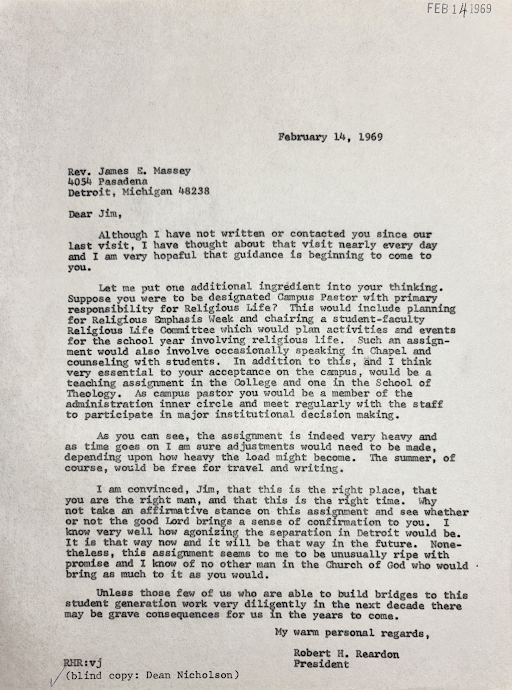 FEB 14 1969
February 14, 1969
Rev. James E. Massey
4054 Pasadena
Detroit, Michigan 48238
Dear Jim,
Although I have not written or contacted you since our
last visit, I have thought about that visit nearly every day
and I am very hopeful that guidance is beginning to come to
you.
Let me put one additional ingredient into your thinking.
Suppose you were to be designated Campus Pastor with primary
responsibility for Religious Life? This would include planning
for Religious Emphasis Week and chairing a student-faculty
Religious Life Committee which would plan activities and events
for the school year involving religious life. Such an assign-
ment would also involve occasionally speaking in Chapel and
counseling with students. In addition to this, and I think
very essential to your acceptance on the campus, would be a
teaching assignment in the College and one in the School of
Theology. As campus pastor you would be a member of the
administration inner circle and meet regularly with the staff
to participate in major institutional decision making.
As you can see, the assignment is indeed very heavy and
as time goes on I am sure adjustments would need to be made,
depending upon how heavy the load might become. The summer, of
course, would be free for travel and writing.
I am convinced, Jim, that this is the right place, that
you are the right man, and that this is the right time. Why
not take an affirmative stance on this assignment and see whether
or not the good Lord brings a sense of confirmation to you. I
know very well how agonizing the separation in Detroit would be.
It is that way now and it will be that way in the future. None-
theless, this assignment seems to me to be unusually ripe with
promise and I know of no other man in the Church of God who would
bring as much to it as you would.
Unless those few of us who are able to build bridges to this
student generation work very diligently in the next decade there
may be grave consequences for us in the years to come.
My warm personal regards,
Robert H. Reardon
President
RHR:vj
(blind copy: Dean Nicholson)